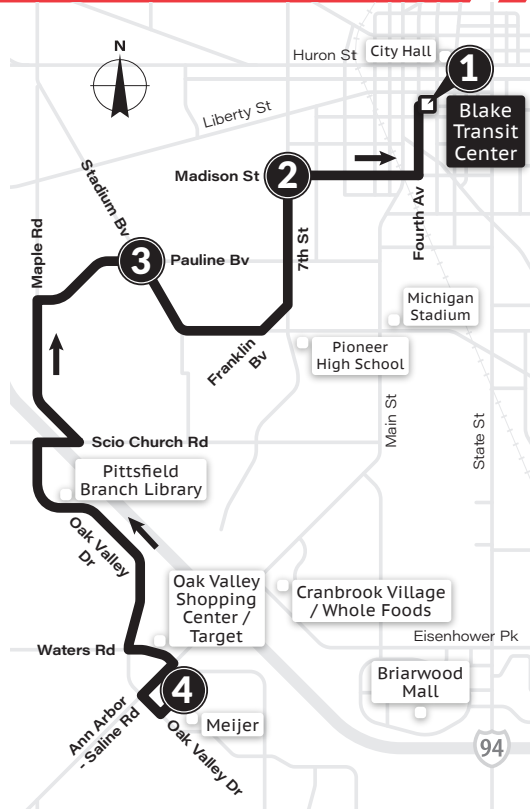 N
Huron St
City Hall
1
Blake
Transit
Center
Liberty St
Madison St
2
Fourth Av
Stadium Bv
7th St
Maple Rd
3
Pauline Bv
Michigan
Stadium
Franklin
Bv
Pioneer
High School
Main St
State St
Scio Church Rd
Pittsfield
Branch Library
Oak Valley
Dr
Oak Valley
Shopping
Center /
Target
Cranbrook Village
/ Whole Foods
Eisenhower Pk
Waters Rd
Briarwood
Mall
4
Ann Arbor
- Saline Rd
Meijer
Oak Valley Dr
94